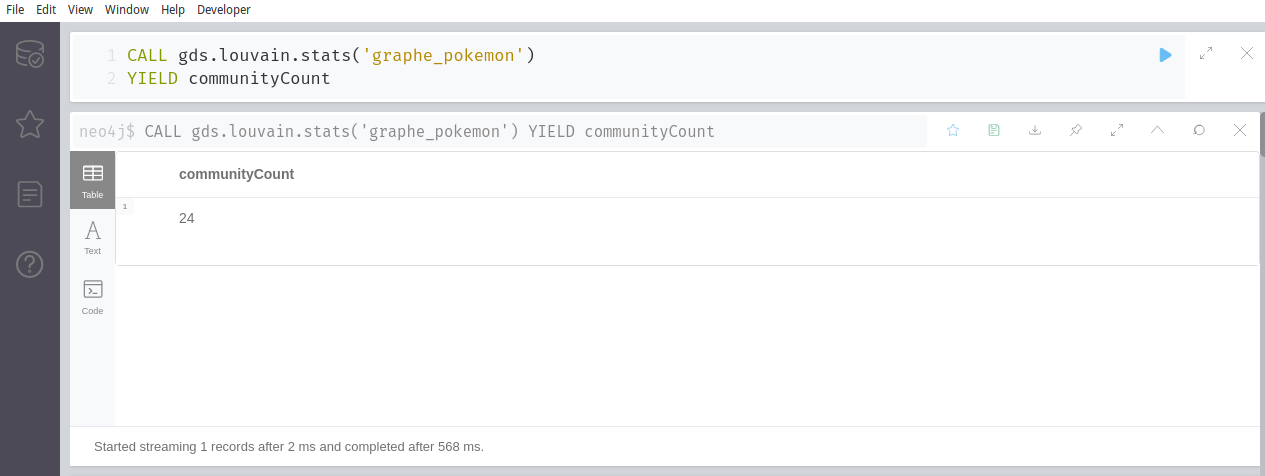 File Edit View Window Help Developer
1 CALL gds.louvain.stats('graphe_pokemon')
2 YIELD communityCount
neo4j$ CALL gds.louvain.stats('graphe_pokemon') YIELD communityCount
Table
communityCount
1
24
A
Text
Code
Started streaming 1 records after 2 ms and completed after 568 ms.